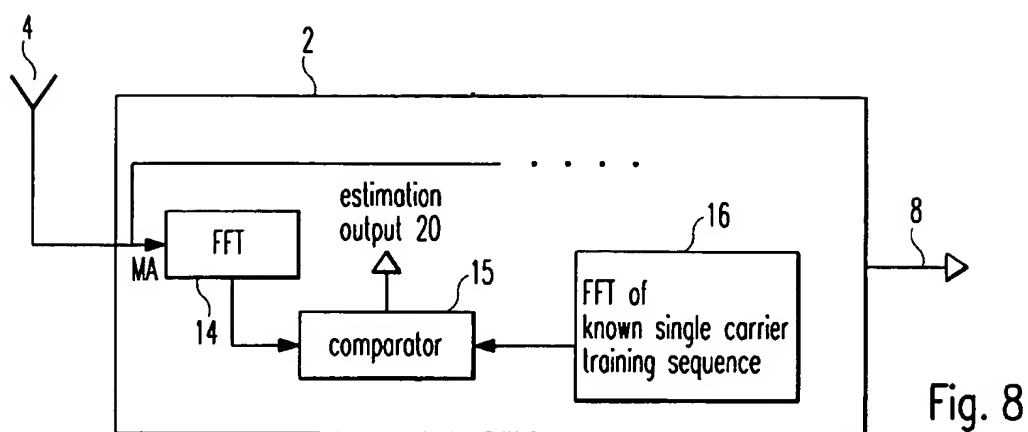 4
2
. . . .
estimation
output 20
16
8
FFT
MA
14
15
comparator
FFT of
known single carrier
training sequence
Fig. 8